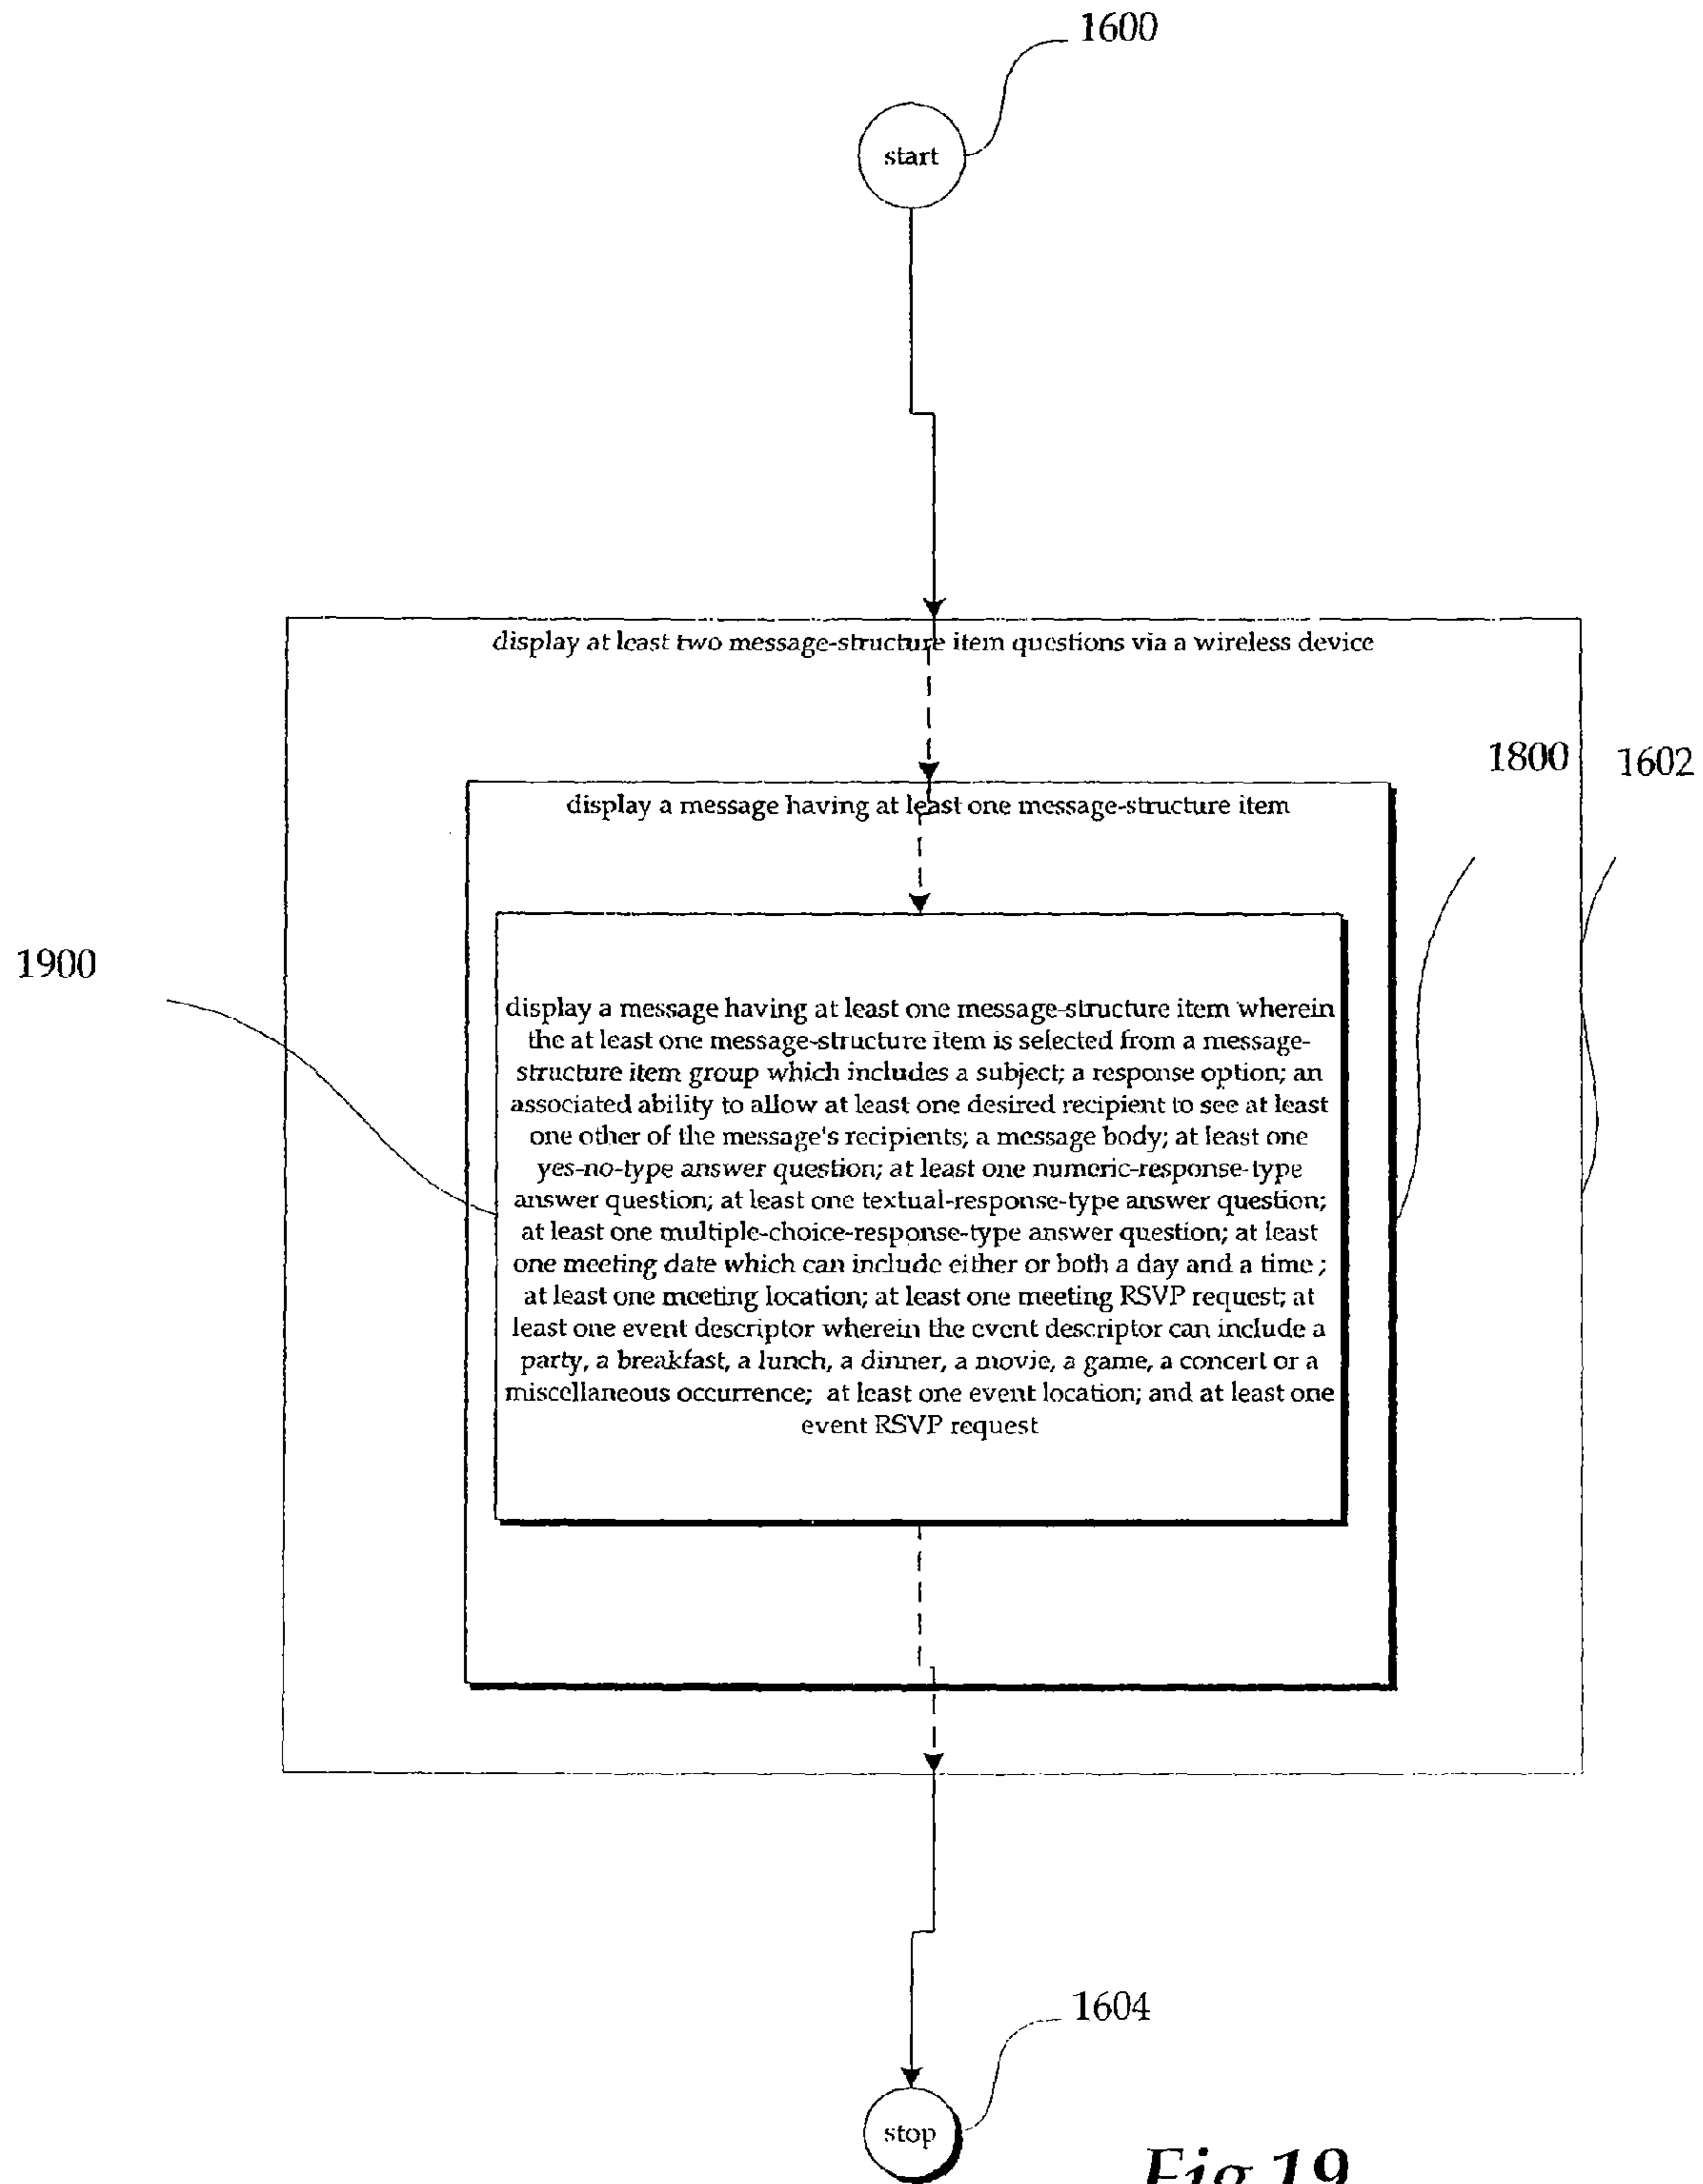 1600
start
display at least two message-structure item questions via a wireless device
1800
1602
display a message having at least one message-structure item
1900
display a message having at least one message-structure item wherein
the at least one message-structure item is selected from a message-
structure item group which includes a subject; a response option; an
associated ability to allow at least one desired recipient to see at least
one other of the message's recipients; a message body; at least one
yes-no-type answer question; at least one numeric-response-type
answer question; at least one textual-response-type answer question;
at least one multiple-choice-response-type answer question; at least
one meeting date which can include either or both a day and a time ;
at least one meeting location; at least one meeting RSVP request; at
least one event descriptor wherein the event descriptor can include a
party, a breakfast, a lunch, a dinner, a movie, a game, a concert or a
miscellaneous occurrence; at least one event location; and at least one
event RSVP request
1604
stop
Fig 19